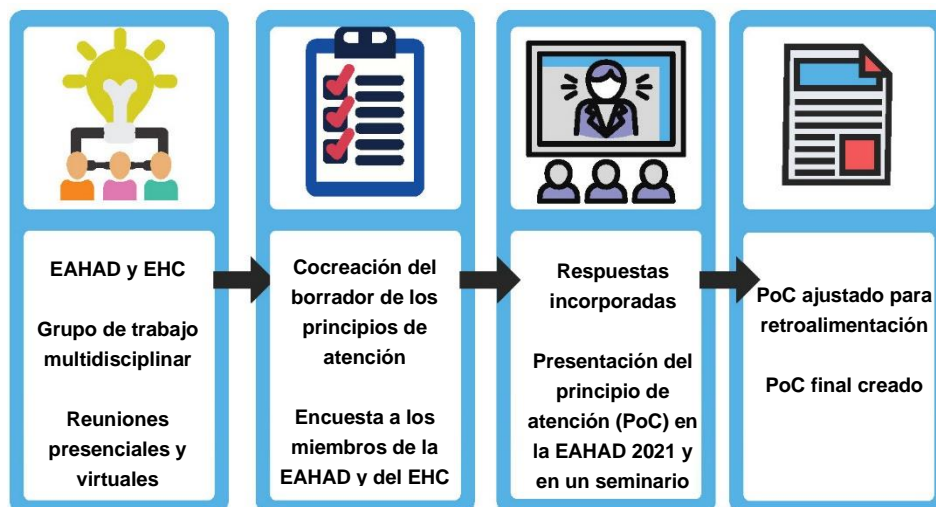 EAHAD y EHC
Grupo de trabajo
multidisciplinar
Reuniones
presenciales y
virtuales
Cocreación del
borrador de los
principios de
atención
Encuesta a los
miembros de la
EAHAD y del EHC
Respuestas
incorporadas
Presentación del
principio de
atención (PoC) en
la EAHAD 2021 y
en un seminario
PoC ajustado para
retroalimentación
PoC final creado